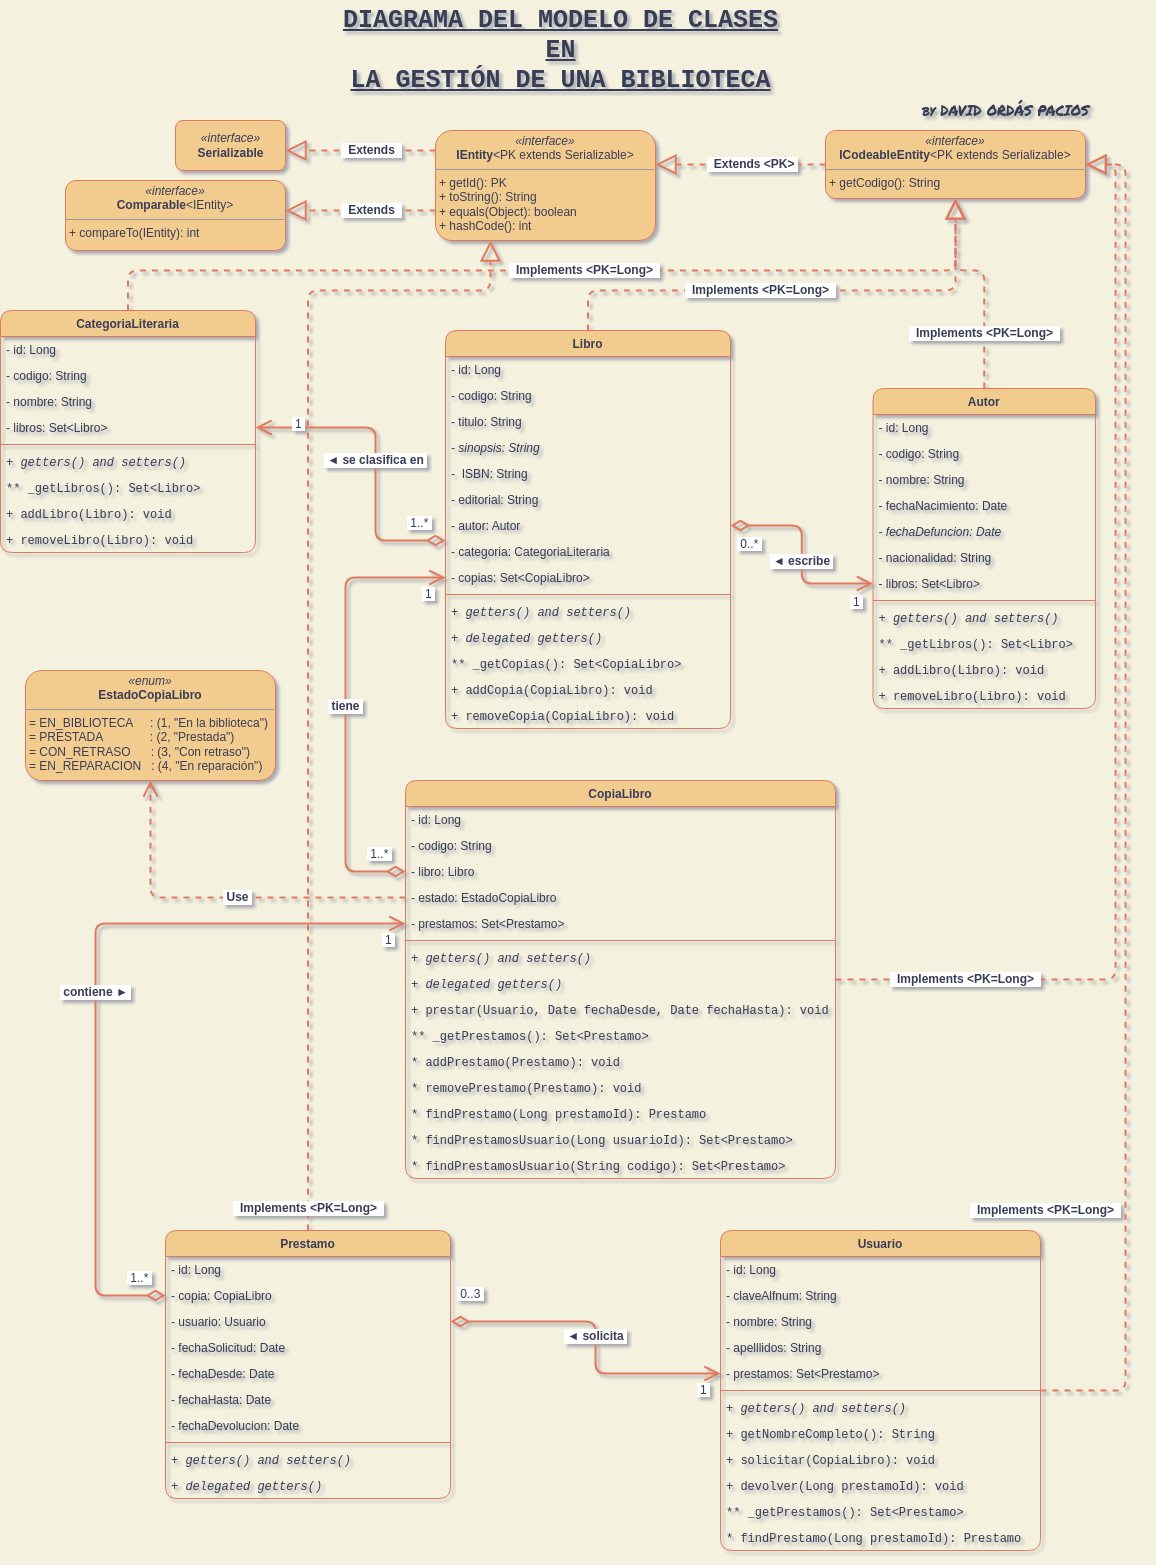 DIAGRAMA DEL MODELO DE CLASES
EN
LA GESTIÓN DE UNA BIBLIOTECA
BY DAVID ORDÁS PACIOS
«interface»
Serializable
Extends
«interface»
IEntity<PK extends Serializable>
+ getId(): PK
+ toString(): String
+ equals(Object): boolean
+ hashCode(): int
Extends <PK>
«interface»
ICodeableEntity<PK extends Serializable>
+ getCodigo(): String
«interface»
Comparable<IEntity>
+ compareTo(IEntity): int
Extends
Implements <PK=Long>
Implements <PK=Long>
Implements <PK=Long>
CategoriaLiteraria
- id: Long
- codigo: String
- nombre: String
- libros: Set<Libro>
+ getters() and setters()
** _getLibros(): Set<Libro>
+ addLibro(Libro): void
+ removeLibro(Libro): void
1
◄ se clasifica en
1..*
Libro
- id: Long
- codigo: String
- titulo: String
- sinopsis: String
-  ISBN: String
- editorial: String
- autor: Autor
- categoria: CategoriaLiteraria
- copias: Set<CopiaLibro>
+ getters() and setters()
+ delegated getters()
** _getCopias(): Set<CopiaLibro>
+ addCopia(CopiaLibro): void
+ removeCopia(CopiaLibro): void
0..*
◄ escribe
1
Autor
- id: Long
- codigo: String
- nombre: String
- fechaNacimiento: Date
- fechaDefuncion: Date
- nacionalidad: String
- libros: Set<Libro>
+ getters() and setters()
** _getLibros(): Set<Libro>
+ addLibro(Libro): void
+ removeLibro(Libro): void
1
tiene
1..*
«enum»
EstadoCopiaLibro
= EN_BIBLIOTECA     : (1, "En la biblioteca")
= PRESTADA              : (2, "Prestada")
= CON_RETRASO      : (3, "Con retraso")
= EN_REPARACION   : (4, "En reparación")
Use
CopiaLibro
- id: Long
- codigo: String
- libro: Libro
- estado: EstadoCopiaLibro
- prestamos: Set<Prestamo>
+ getters() and setters()
+ delegated getters()
+ prestar(Usuario, Date fechaDesde, Date fechaHasta): void
** _getPrestamos(): Set<Prestamo>
* addPrestamo(Prestamo): void
* removePrestamo(Prestamo): void
* findPrestamo(Long prestamoId): Prestamo
* findPrestamosUsuario(Long usuarioId): Set<Prestamo>
* findPrestamosUsuario(String codigo): Set<Prestamo>
Implements <PK=Long>
1
contiene ►
1..*
Implements <PK=Long>
Prestamo
- id: Long
- copia: CopiaLibro
- usuario: Usuario
- fechaSolicitud: Date
- fechaDesde: Date
- fechaHasta: Date
- fechaDevolucion: Date
+ getters() and setters()
+ delegated getters()
0..3
◄ solicita
1
Implements <PK=Long>
Usuario
- id: Long
- claveAlfnum: String
- nombre: String
- apelllidos: String
- prestamos: Set<Prestamo>
+ getters() and setters()
+ getNombreCompleto(): String
+ solicitar(CopiaLibro): void
+ devolver(Long prestamoId): void
** _getPrestamos(): Set<Prestamo>
* findPrestamo(Long prestamoId): Prestamo